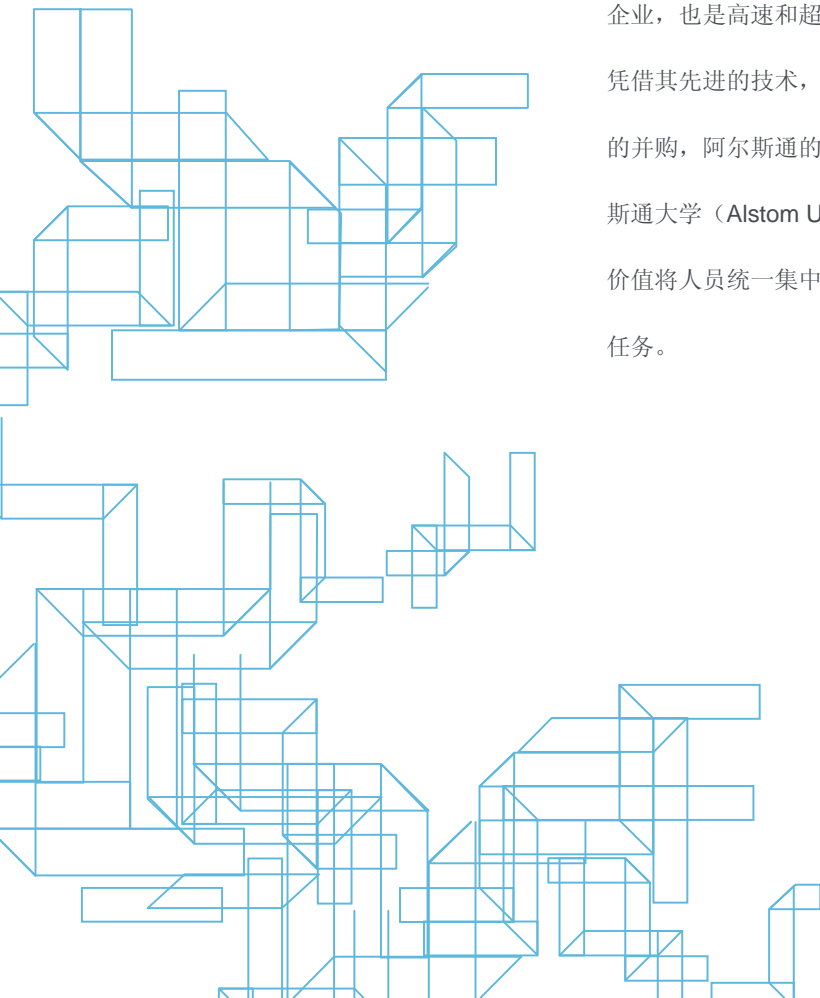 企业，也是高速和超
凭借其先进的技术，
的并购，阿尔斯通的
斯通大学（Alstom U
价值将人员统一集中
任务。